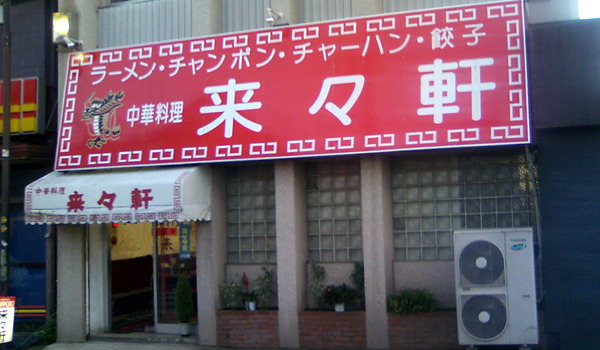 ラーメン・チャンポン・チャーハン・餃子
中華料理 来々軒
中華料理
来々軒
来